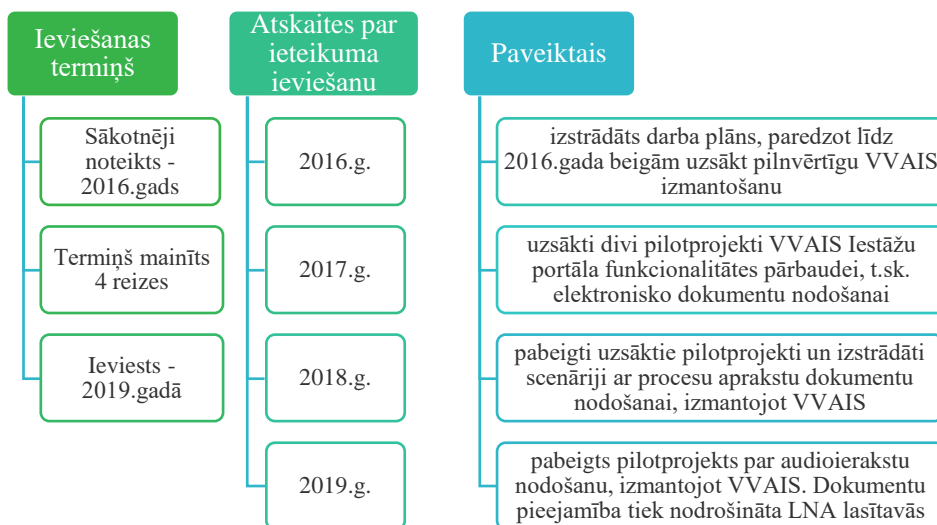 Ieviešanas
termiņš
Sākotnēji
noteikts -
2016.gads
Termiņš mainīts
4 reizes
Ieviests -
2019.gadā
Atskaites par
ieteikuma
ieviešanu
2016.g.
2017.g.
2018.g.
2019.g.
Paveiktais
izstrādāts darba plāns, paredzot līdz
2016.gada beigām uzsākt pilnvērtīgu VVAIS
izmantošanu
uzsākti divi pilotprojekti VVAIS Iestāžu
portāla funkcionalitātes pārbaudei, t.sk.
elektronisko dokumentu nodošanai
pabeigti uzsāktie pilotprojekti un izstrādāti
scenāriji ar procesu aprakstu dokumentu
nodošanai, izmantojot VVAIS
pabeigts pilotprojekts par audioierakstu
nodošanu, izmantojot VVAIS. Dokumentu
pieejamība tiek nodrošināta LNA lasītavās